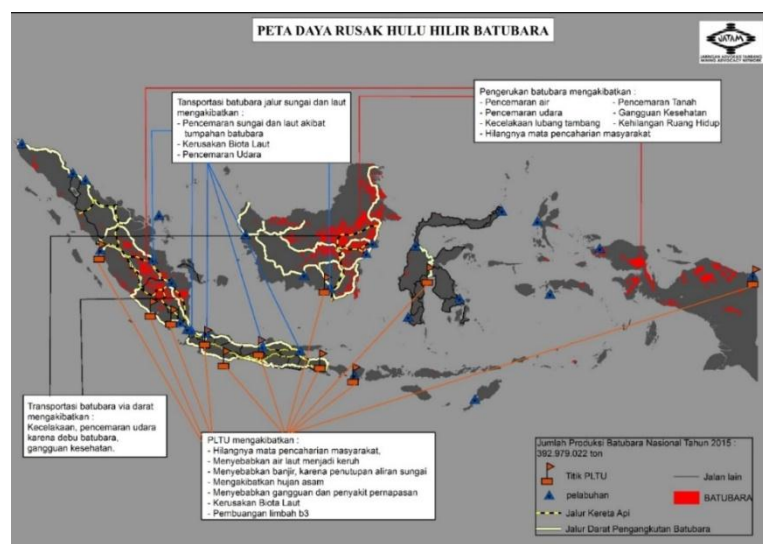 PETA DAYA RUSAK HULU HILIR BATUBARA
JATAM
JARINGAN ADVOKASI TAMBANG
MINING ADVOCACY NETWORK
Tansportasi batubara jalur sungai dan laut
mengakibatkan :
- Pencemaran sungai dan laut akibat
tumpahan batubara
- Kerusakan Biota Laut
- Pencemaran Udara
Pengerukan batubara mengakibatkan :
- Pencemaran air - Pencemaran Tanah
- Pencemaran udara - Gangguan Kesehatan
- Kecelakaan lubang tambang - Kehilangan Ruang Hidup
- Hilangnya mata pencaharian masyarakat
Transportasi batubara via darat
mengakibatkan :
Kecelakaan, pencemaran udara
karena debu batubara,
gangguan kesehatan.
PLTU mengakibatkan :
- Hilangnya mata pencaharian masyarakat,
- Menyebabkan air laut menjadi keruh
- Menyebabkan banjir, karena penutupan aliran sungai
- Mengakibatkan hujan asam
- Menyebabkan gangguan dan penyakit pernapasan
- Kerusakan Biota Laut
- Pembuangan limbah b3
Jumlah Produksi Batubara Nasional Tahun 2015 :
392.979.022 ton
Titik PLTU
Jalan lain
pelabuhan
BATUBARA
Jalur Kereta Api
Jalur Darat Pengangkutan Batubara